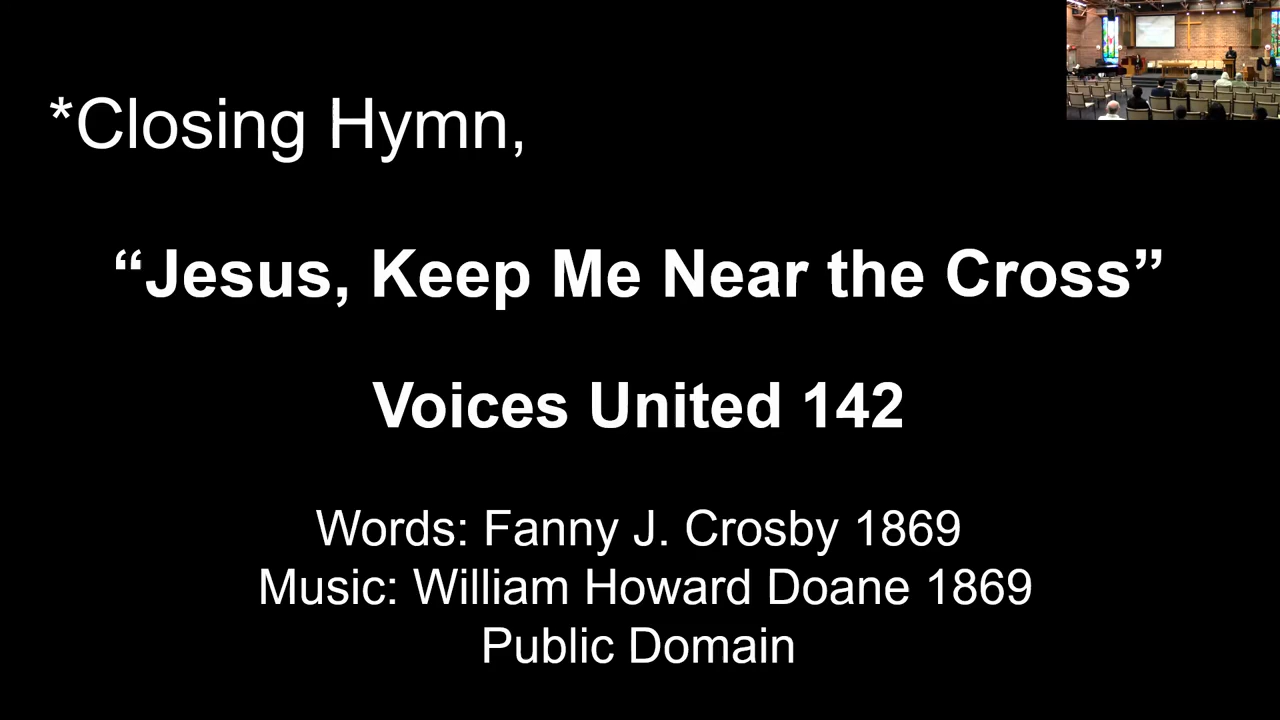 *Closing Hymn,
“Jesus, Keep Me Near the Cross”
Voices United 142
Words: Fanny J. Crosby 1869
Music: William Howard Doane 1869
Public Domain